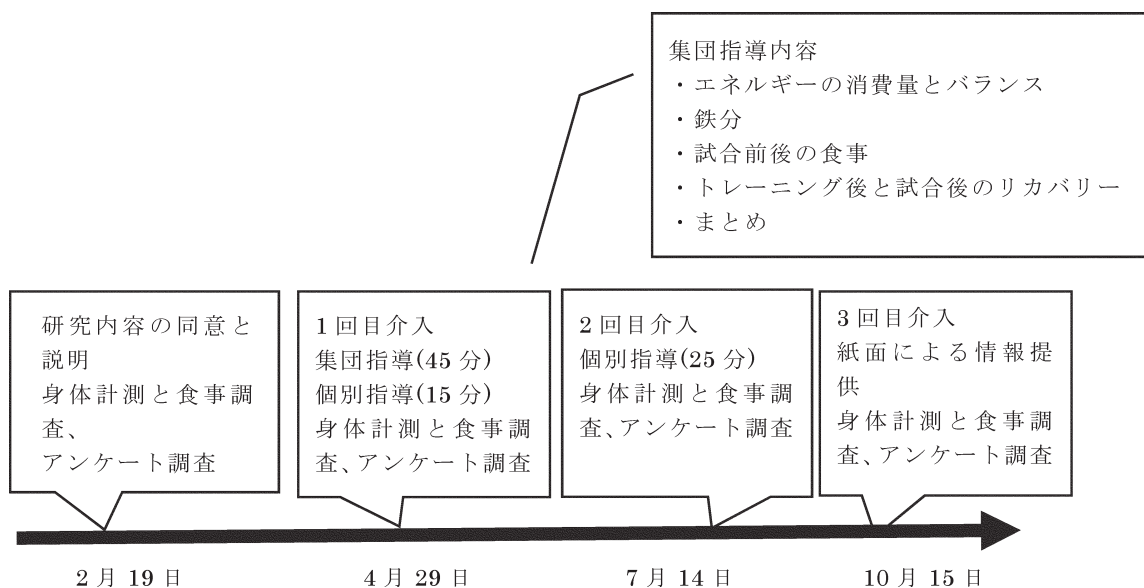 集団指導内容
・エネルギーの消費量とバランス
・鉄分
・試合前後の食事
・トレーニング後と試合後のリカバリー
・まとめ
研究内容の同意と
説明
身体計測と食事調
査、
アンケート調査
1回目介入
集団指導(45分)
個別指導(15分)
身体計測と食事調
査、アンケート調査
2回目介入
個別指導(25分)
身体計測と食事調
査、アンケート調査
3回目介入
紙面による情報提
供
身体計測と食事調
査、アンケート調査
2月19日
4月29日
7月14日
10月15日